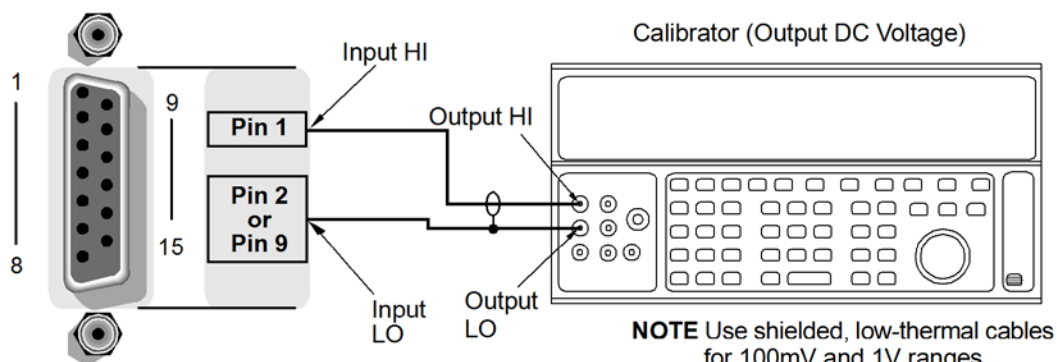 Calibrator (Output DC Voltage)
Input HI
1
9
Output HI
Pin 1
Pin 2
or
Pin 9
15
8
Input
LO
Output
LO
NOTE Use shielded, low-thermal cables
for 100mV and 1V ranges